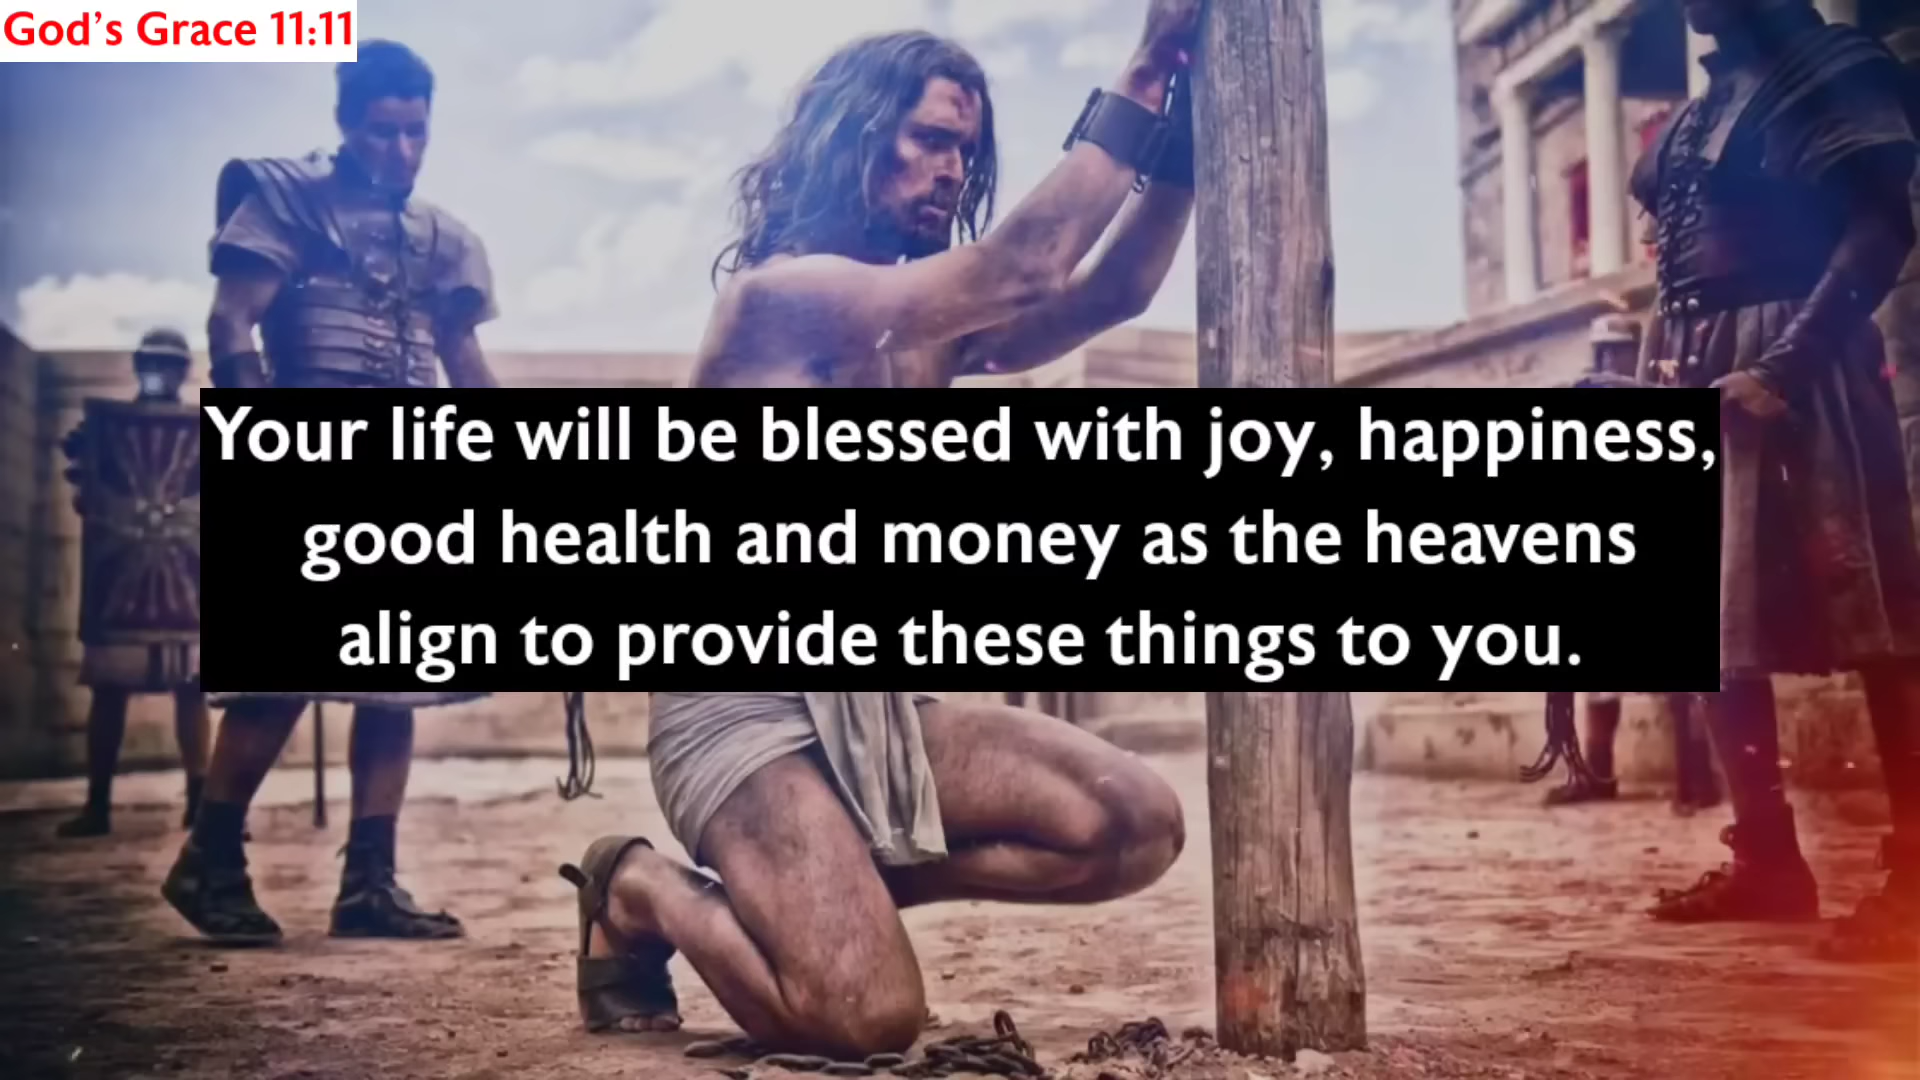 God's Grace 11:11
Your life will be blessed with joy, happiness,
good health and money as the heavens
align to provide these things to you.